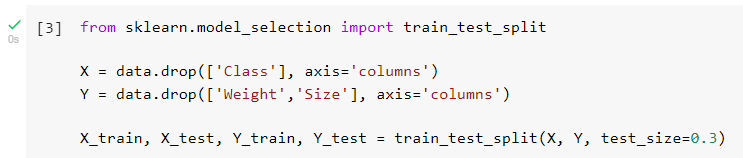 0s
[3] from sklearn.model_selection import train_test_split
X = data.drop(['Class'], axis='columns')
Y = data.drop(['Weight','Size'], axis='columns')
X_train, X_test, Y_train, Y_test = train_test_split(X, Y, test_size=0.3)